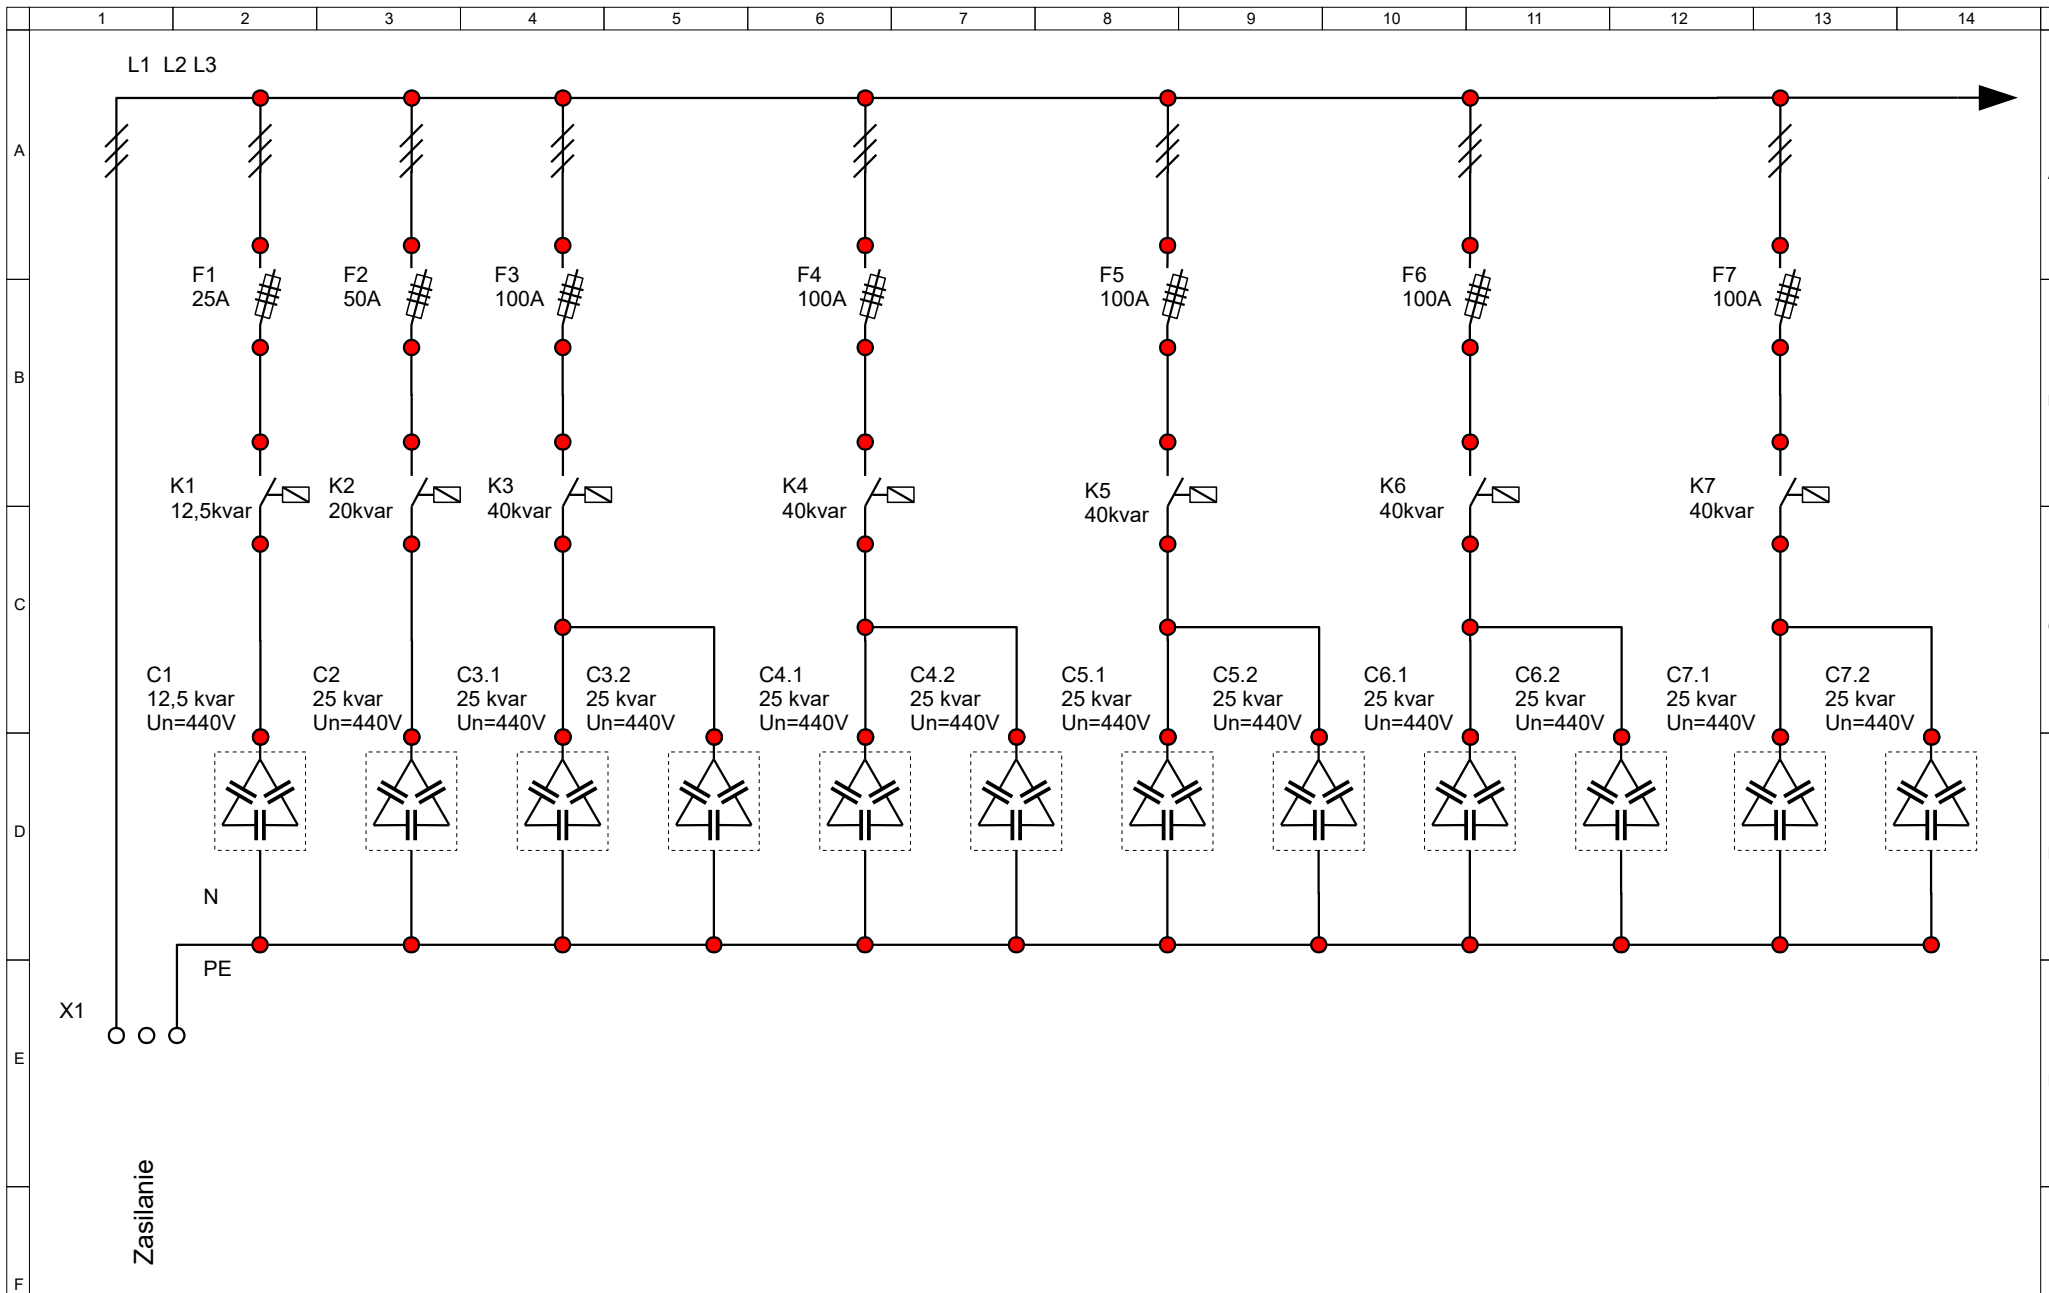 1 2 3 4 5 6 7 8 9 10 11 12 13 14
L1 L2 L3
A
F1
25A
F2
50A
F3
100A
F4
100A
F5
100A
F6
100A
F7
100A
B
K1
12,5kvar
K2
20kvar
K3
40kvar
K4
40kvar
K5
40kvar
K6
40kvar
K7
40kvar
C
C1
12,5 kvar
Un=440V
C2
25 kvar
Un=440V
C3.1
25 kvar
Un=440V
C3.2
25 kvar
Un=440V
C4.1
25 kvar
Un=440V
C4.2
25 kvar
Un=440V
C5.1
25 kvar
Un=440V
C5.2
25 kvar
Un=440V
C6.1
25 kvar
Un=440V
C6.2
25 kvar
Un=440V
C7.1
25 kvar
Un=440V
C7.2
25 kvar
Un=440V
D
N
PE
X1
E
Zasilanie
F